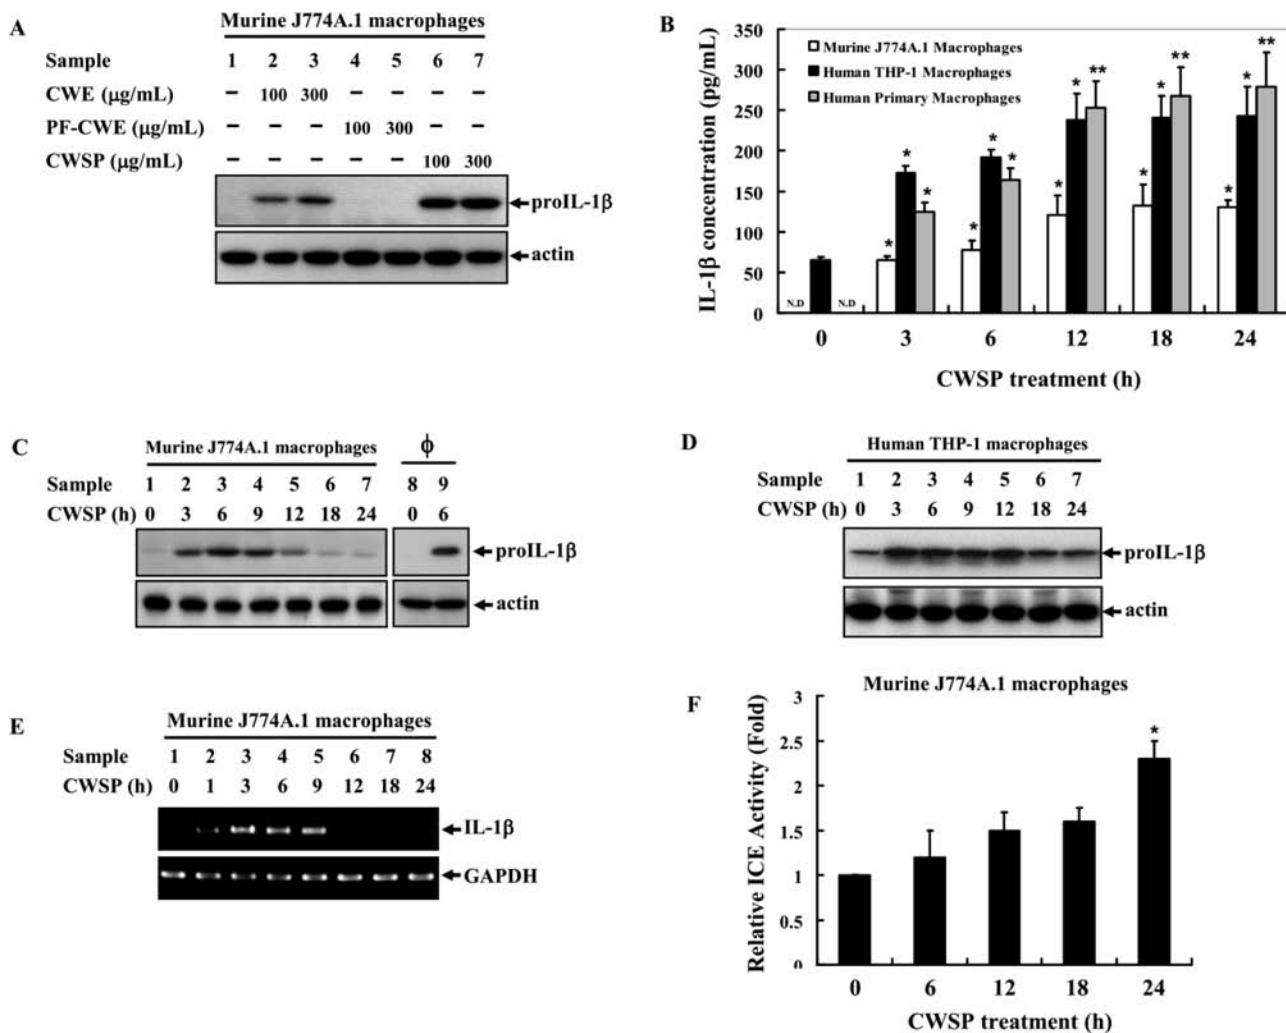 A
Murine J774A.1 macrophages
Sample 1 2 3 4 5 6 7
CWE (μg/mL) – 100 300 – – – –
PF-CWE (μg/mL) – – – 100 300 – –
CWSP (μg/mL) – – – – – 100 300
proIL-1β
actin
B
IL-1β concentration (pg/mL)
350
300
250
200
150
100
50
0
Murine J774A.1 Macrophages
Human THP-1 Macrophages
Human Primary Macrophages
N.D N.D
* * *
* * *
* * **
* * **
* * **
0 3 6 12 18 24
CWSP treatment (h)
C
Murine J774A.1 macrophages ϕ
Sample 1 2 3 4 5 6 7 8 9
CWSP (h) 0 3 6 9 12 18 24 0 6
proIL-1β
actin
D
Human THP-1 macrophages
Sample 1 2 3 4 5 6 7
CWSP (h) 0 3 6 9 12 18 24
proIL-1β
actin
E
Murine J774A.1 macrophages
Sample 1 2 3 4 5 6 7 8
CWSP (h) 0 1 3 6 9 12 18 24
IL-1β
GAPDH
F
Murine J774A.1 macrophages
Relative ICE Activity (Fold)
3
2.5
2
1.5
1
0.5
0
*
0 6 12 18 24
CWSP treatment (h)